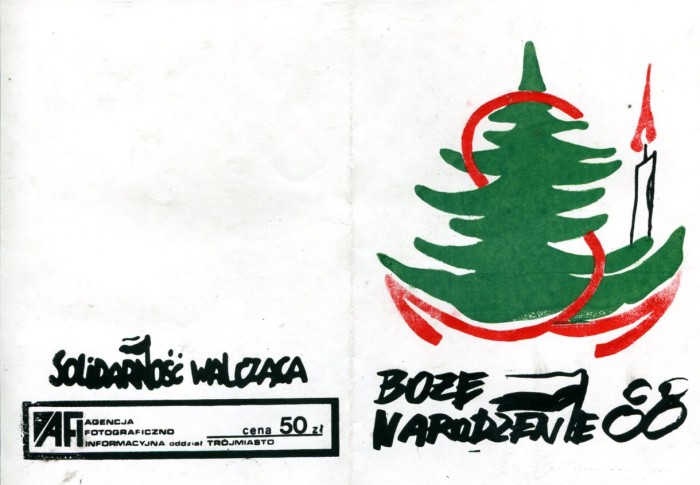 SOLIDARNOŚĆ WALCZĄCA
AFI
AGENCJA
FOTOGRAFICZNO
INFORMACYJNA oddział TRÓJMIASTO
cena 50 zł
BOŻE
NARODZENIE 88